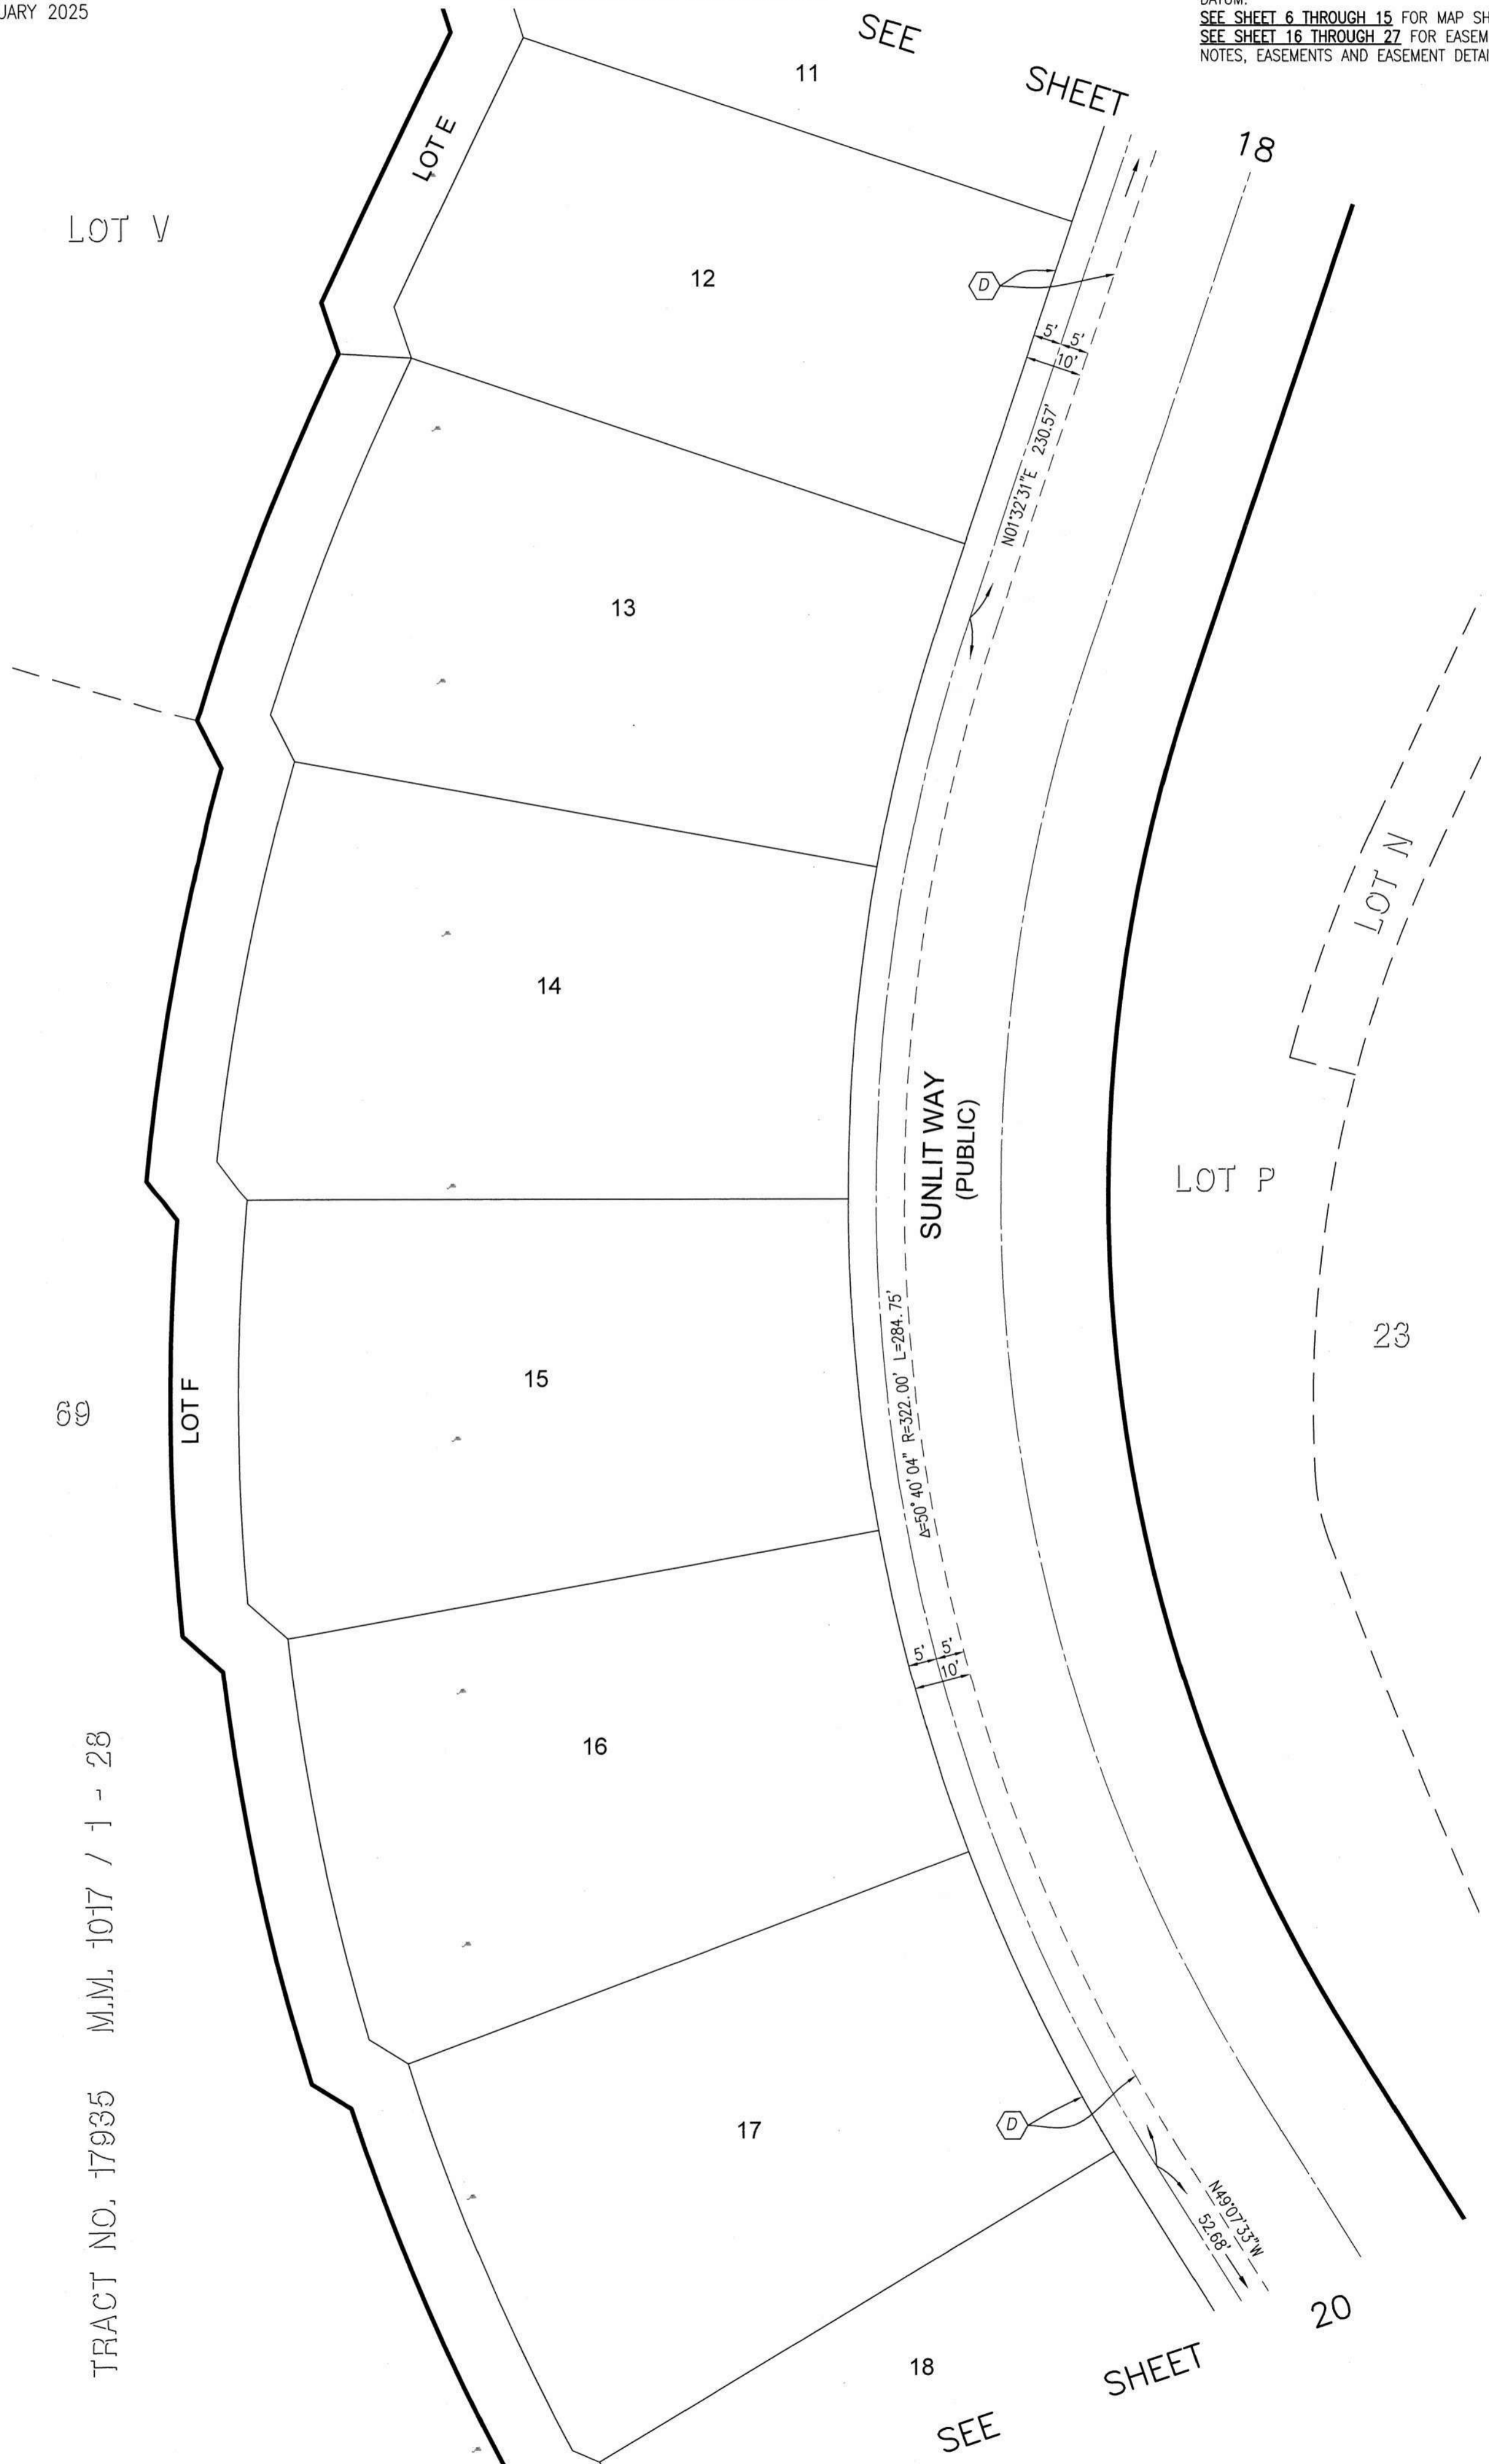 SEE SHEET 6 THROUGH 15 FOR MAP SH
SEE SHEET 16 THROUGH 27 FOR EASEM
NOTES, EASEMENTS AND EASEMENT DETAI
UARY 2025
SEE SHEET 18
11
LOT E
LOT V
12
D
5' 5'
10'
N01°32'31"E 230.57'
13
LOT N
14
SUNLIT WAY
(PUBLIC)
LOT P
23
Δ=50°40'04" R=322.00' L=284.75'
15
LOT F
69
5' 5'
10'
16
TRACT NO. 17935 M.M. 1017 / 1 - 28
17
D
N49°07'33"W
52.68'
18
SEE SHEET 20